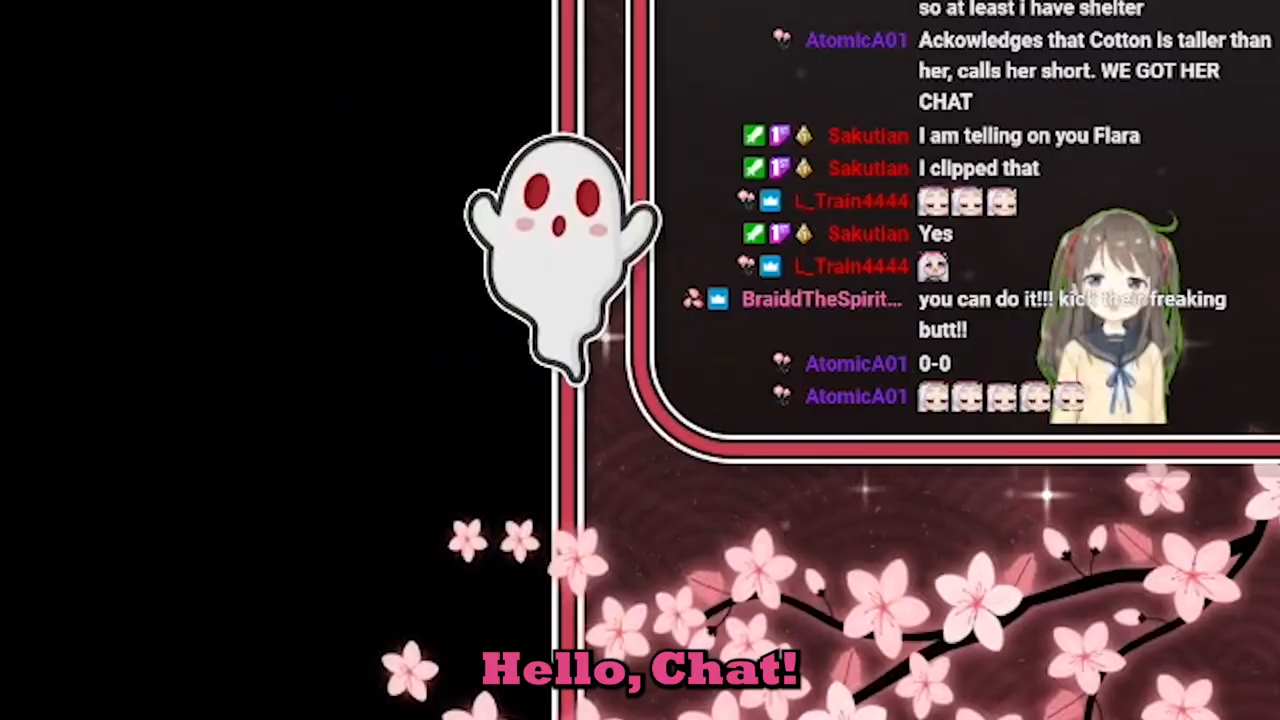 so at least i have shelter
AtomicA01 Ackowledges that Cotton is taller than
her, calls her short. WE GOT HER
CHAT
Sakutian I am telling on you Flara
Sakutian I clipped that
L_Train4444
Sakutian Yes
L_Train4444
BraiddTheSpirit... you can do it!!! kick their freaking
butt!!
AtomicA01 0-0
AtomicA01
Hello, Chat!